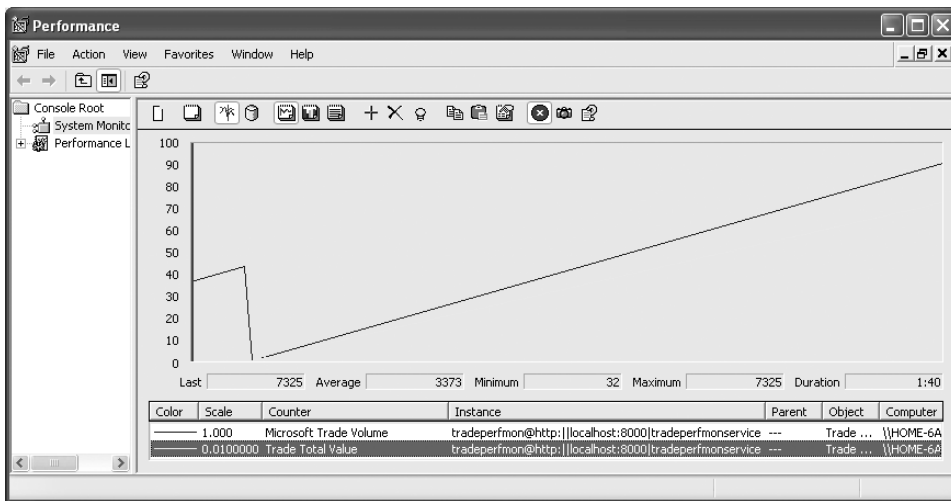 Performance
File Action View Favorites Window Help
Console Root
System Monitc
Performance L
100
90
80
70
60
50
40
30
20
10
0
Last 7325 Average 3373 Minimum 32 Maximum 7325 Duration 1:40
Color Scale Counter Instance Parent Object Computer
1.000 Microsoft Trade Volume tradeperfmon@http:||localhost:8000|tradeperfmonservice --- Trade ... \\HOME-6A
0.0100000 Trade Total Value tradeperfmon@http:||localhost:8000|tradeperfmonservice --- Trade ... \\HOME-6A